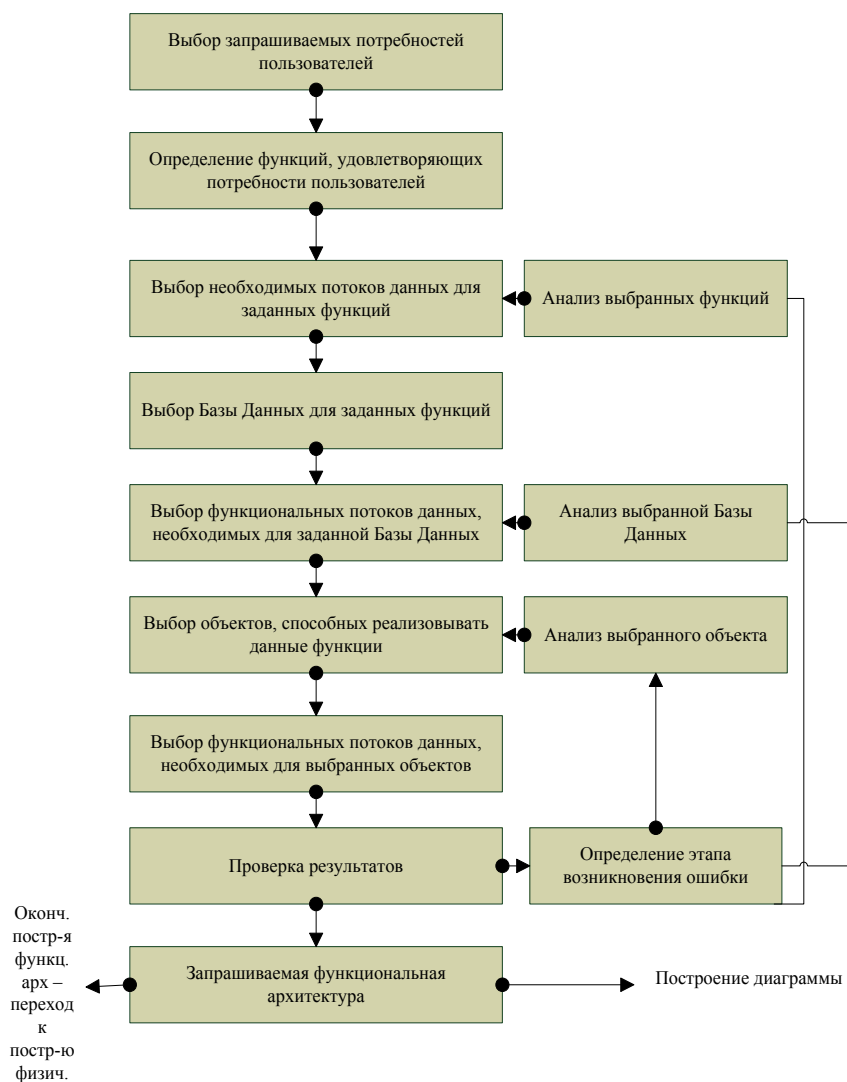 Выбор запрашиваемых потребностей
пользователей
Определение функций, удовлетворяющих
потребности пользователей
Выбор необходимых потоков данных для
заданных функций
Анализ выбранных функций
Выбор Базы Данных для заданных функций
Выбор функциональных потоков данных,
необходимых для заданной Базы Данных
Анализ выбранной Базы
Данных
Выбор объектов, способных реализовывать
данные функции
Анализ выбранного объекта
Выбор функциональных потоков данных,
необходимых для выбранных объектов
Проверка результатов
Определение этапа
возникновения ошибки
Оконч.
постр-я
функц.
арх –
переход
к
постр-ю
физич.
Запрашиваемая функциональная
архитектура
Построение диаграммы